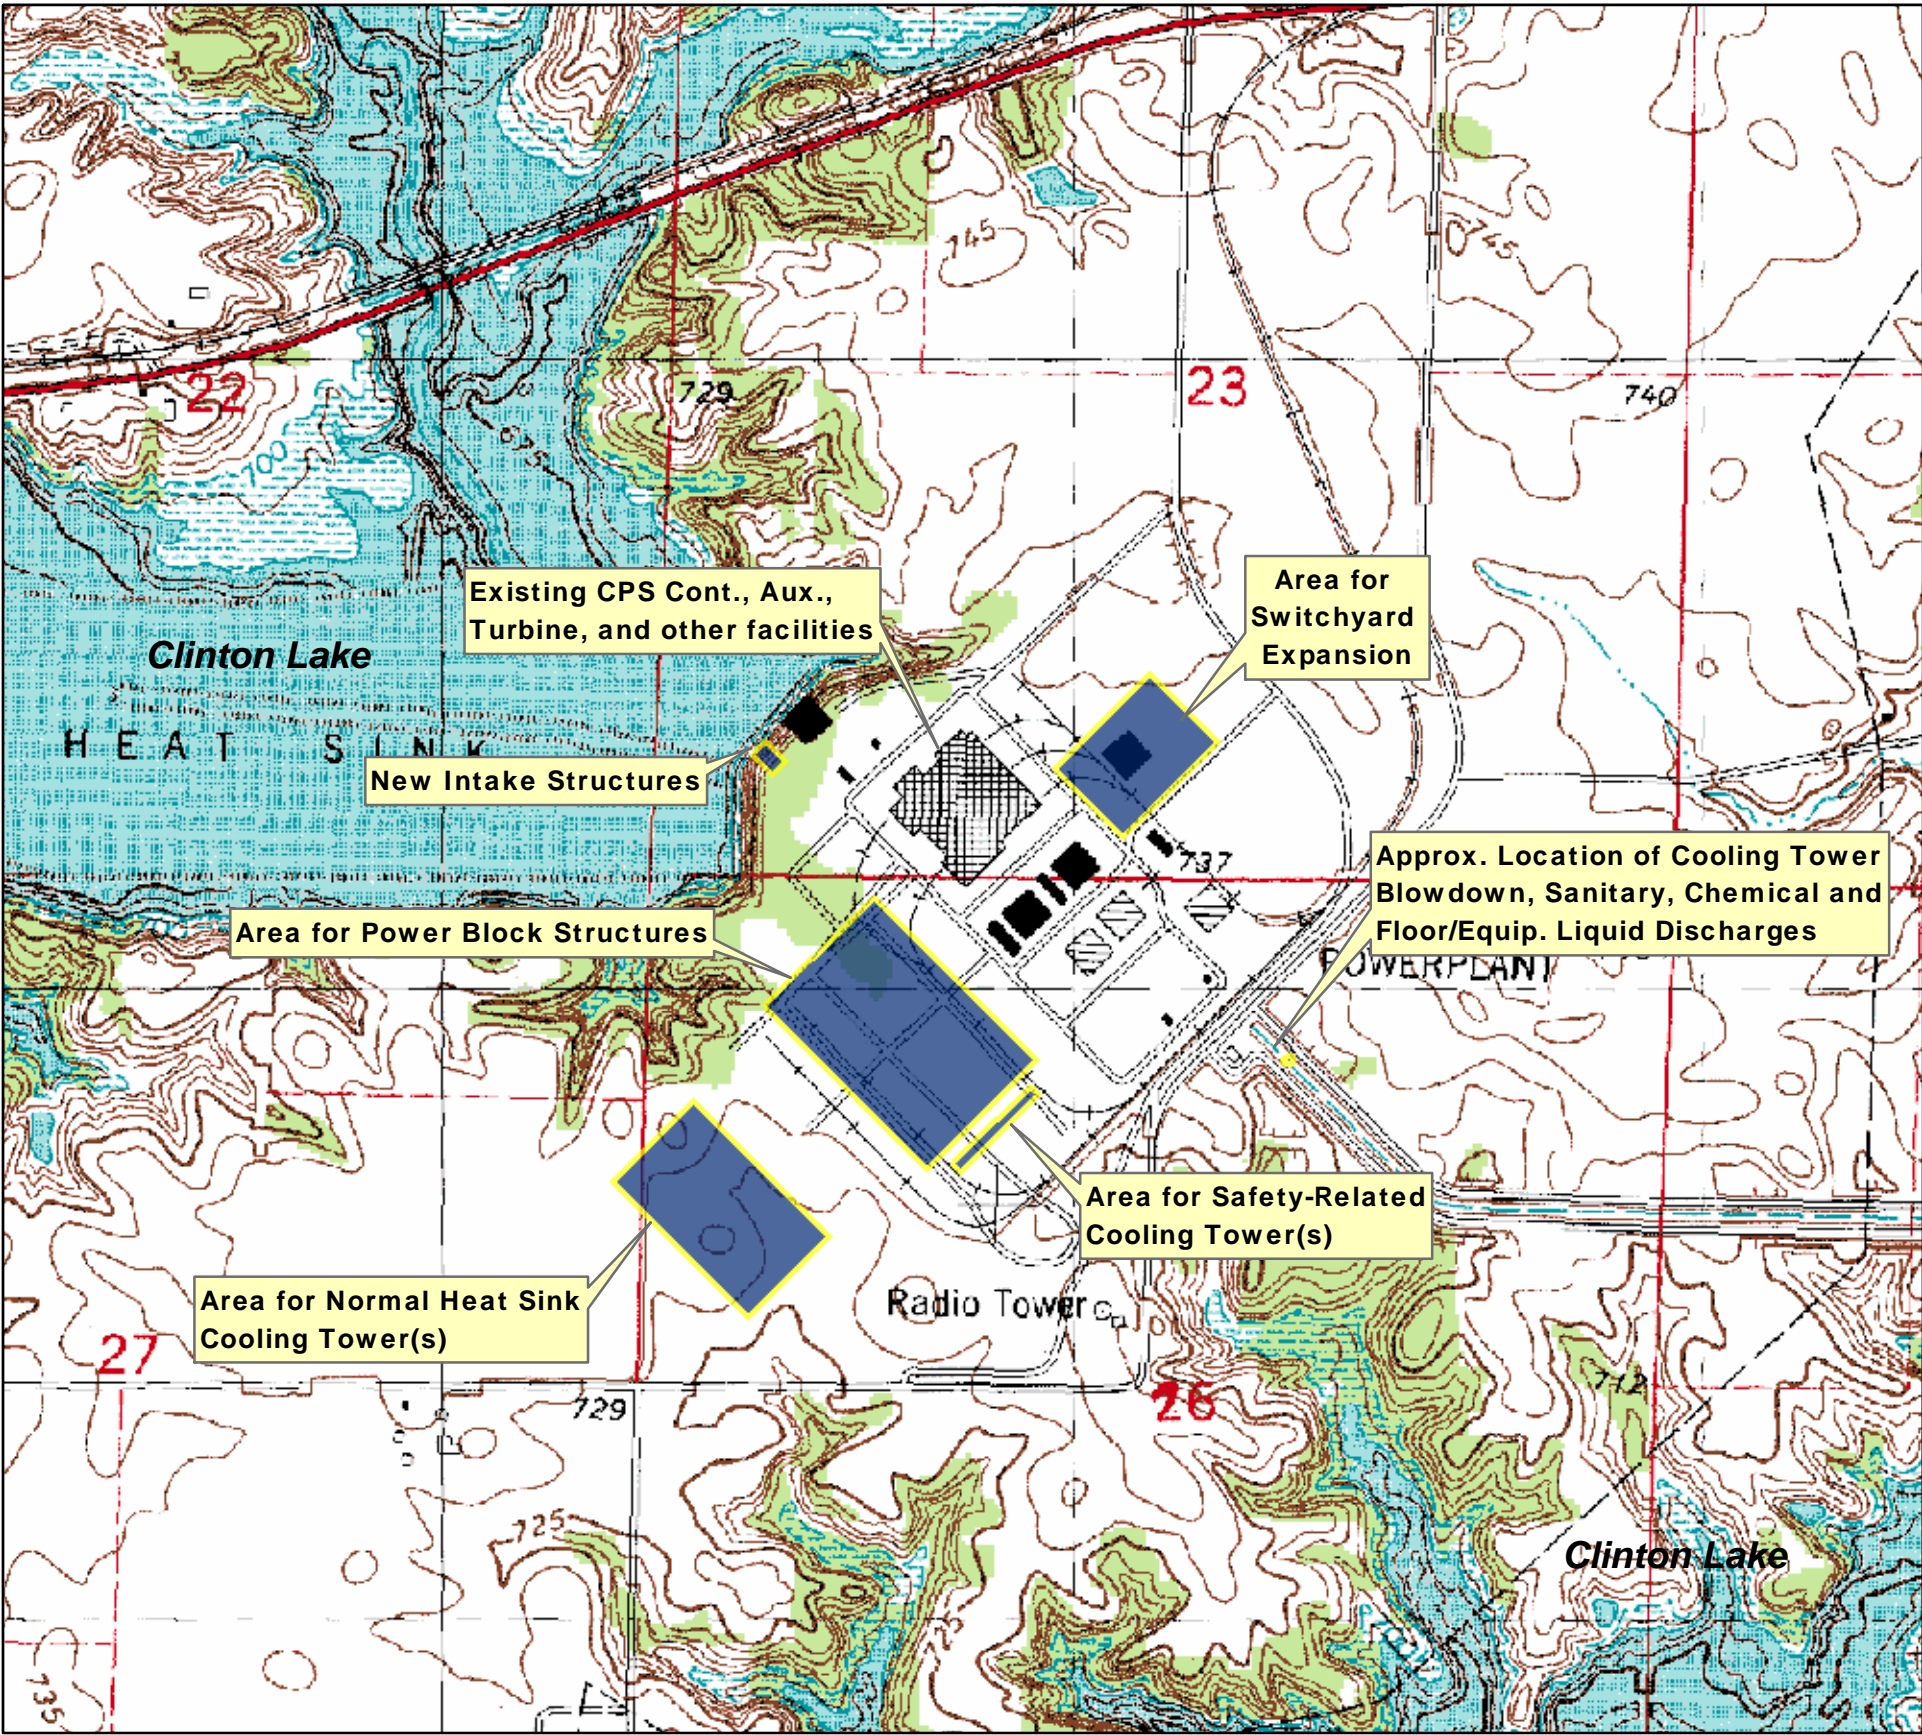 745
745
22
729
23
740
700
Existing CPS Cont., Aux.,
Turbine, and other facilities
Area for
Switchyard
Expansion
Clinton Lake
HEAT SINK
New Intake Structures
737
Approx. Location of Cooling Tower
Blowdown, Sanitary, Chemical and
Floor/Equip. Liquid Discharges
Area for Power Block Structures
POWERPLANT
Area for Safety-Related
Cooling Tower(s)
Area for Normal Heat Sink
Cooling Tower(s)
Radio Tower
27
26
712
729
725
Clinton Lake
725
735